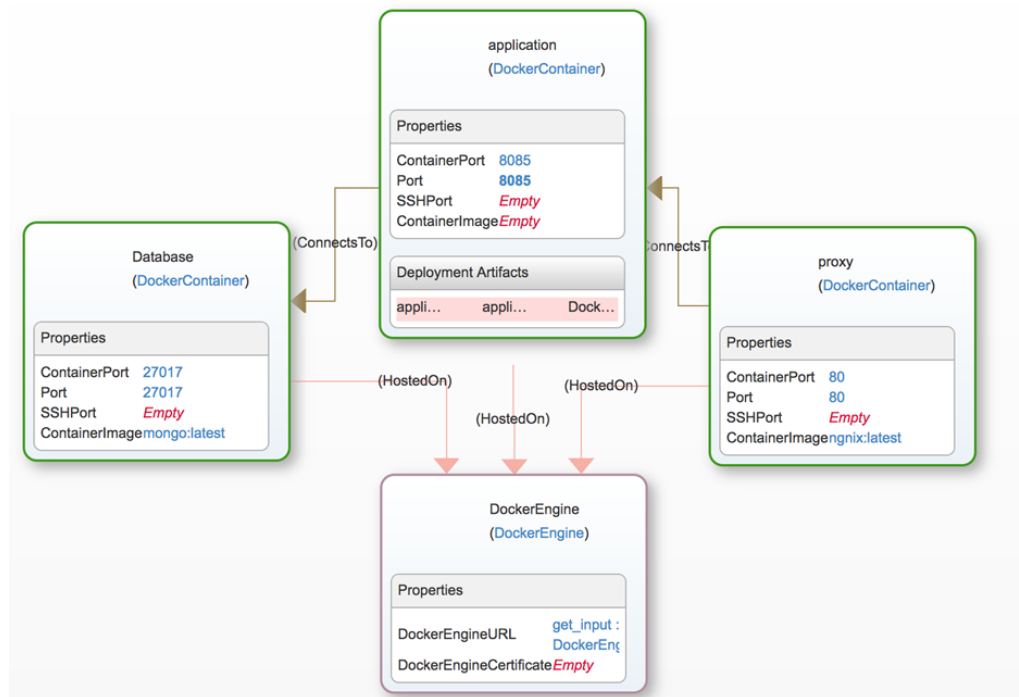 application
(DockerContainer)
Properties
ContainerPort 8085
Port 8085
SSHPort Empty
ContainerImage Empty
Deployment Artifacts
appli... appli... Dock...
(ConnectsTo)
Database
(DockerContainer)
Properties
ContainerPort 27017
Port 27017
SSHPort Empty
ContainerImage mongo:latest
proxy
(DockerContainer)
Properties
ContainerPort 80
Port 80
SSHPort Empty
ContainerImage ngnix:latest
(HostedOn)
(HostedOn)
(HostedOn)
DockerEngine
(DockerEngine)
Properties
DockerEngineURL get_input :
DockerEng
DockerEngineCertificate Empty